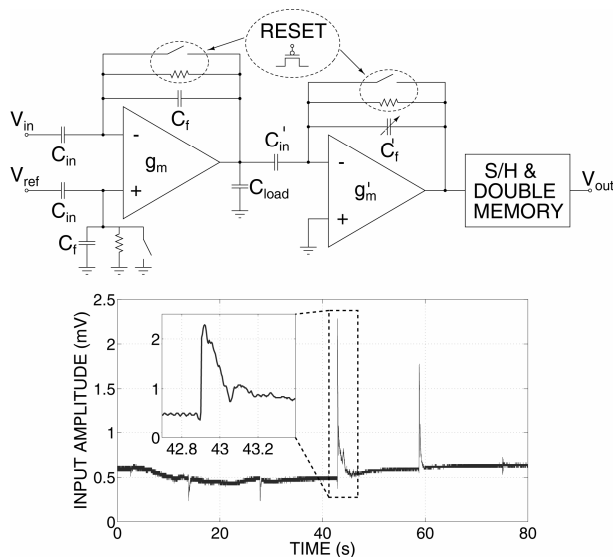 RESET
V_in
C_in
C_f
-
g_m
+
V_ref
C_in
C_f
C_load
C'_in
C'_f
-
g'_m
+
S/H &
DOUBLE
MEMORY
V_out
INPUT AMPLITUDE (mV)
2.5
2
1.5
1
0.5
0
2
1
0
42.8 43 43.2
0 20 40 60 80
TIME (s)